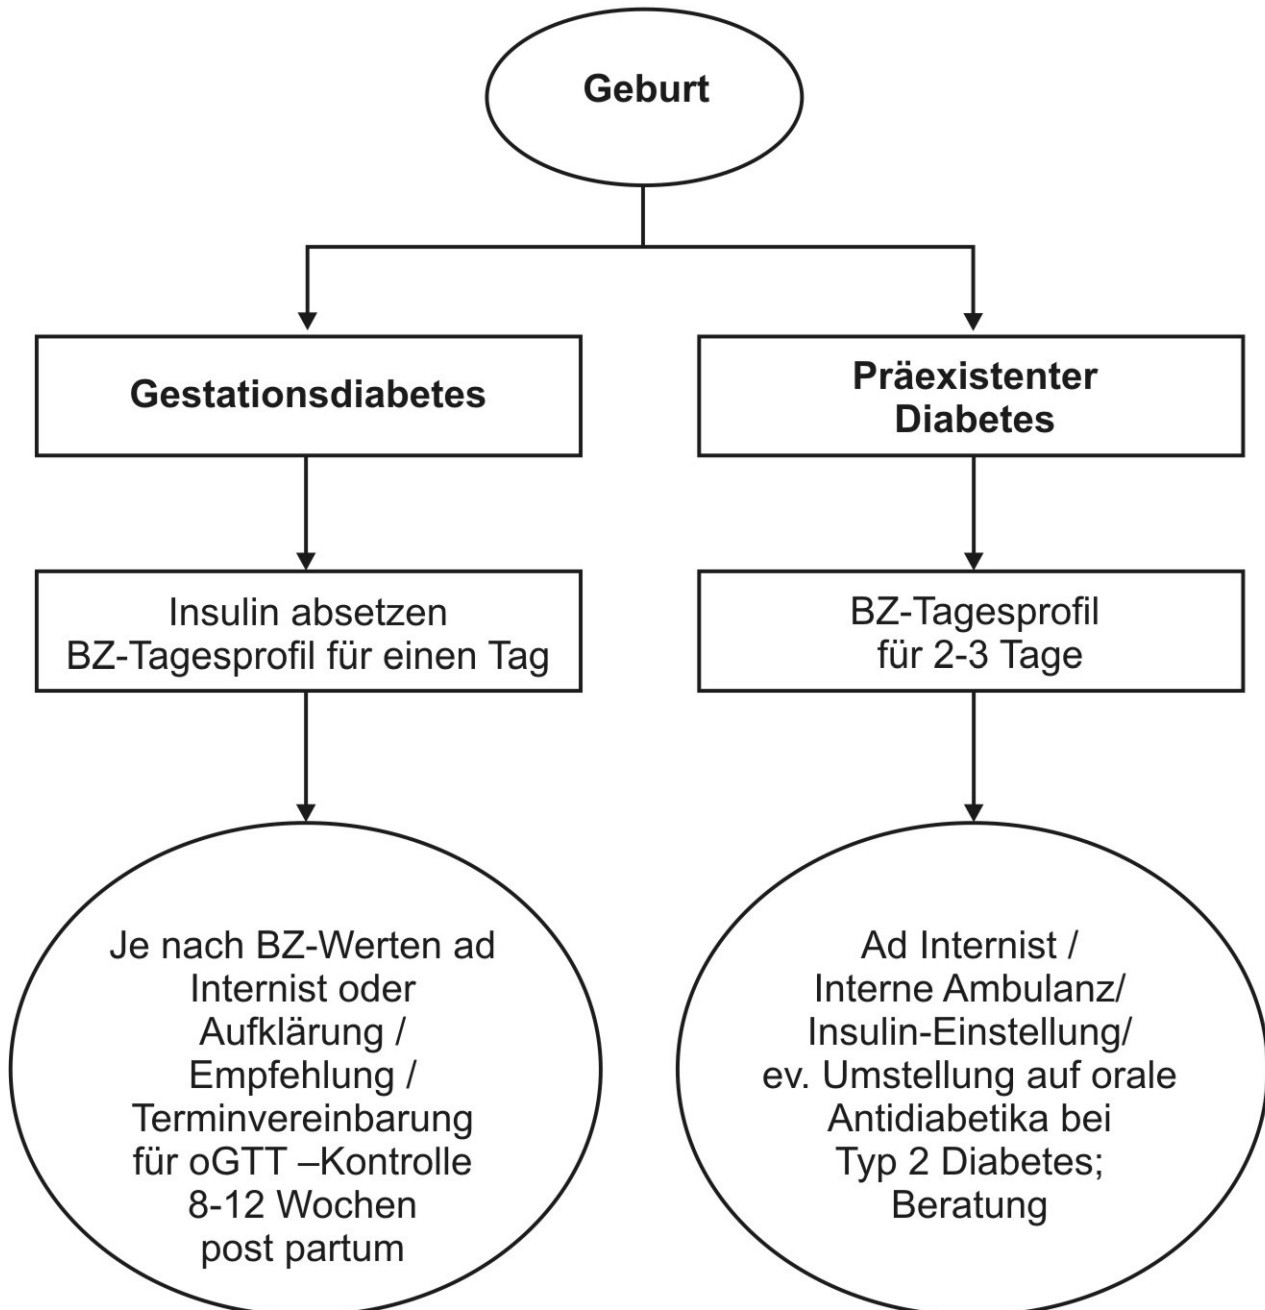 Geburt
Gestationsdiabetes
Präexistenter
Diabetes
Insulin absetzen
BZ-Tagesprofil für einen Tag
BZ-Tagesprofil
für 2-3 Tage
Je nach BZ-Werten ad
Internist oder
Aufklärung /
Empfehlung /
Terminvereinbarung
für oGTT –Kontrolle
8-12 Wochen
post partum
Ad Internist /
Interne Ambulanz/
Insulin-Einstellung/
ev. Umstellung auf orale
Antidiabetika bei
Typ 2 Diabetes;
Beratung